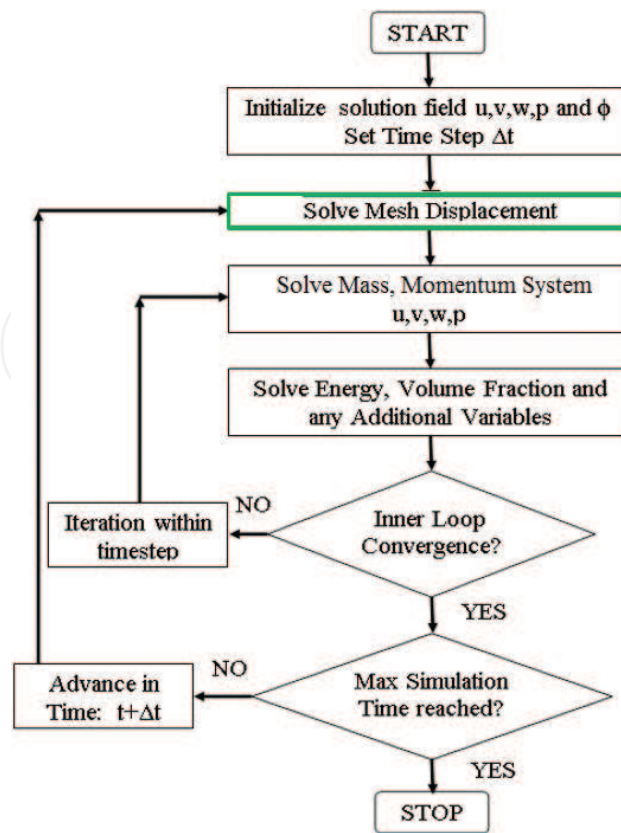 START
Initialize solution field u,v,w,p and ϕ
Set Time Step Δt
Solve Mesh Displacement
Solve Mass, Momentum System
u,v,w,p
Solve Energy, Volume Fraction and
any Additional Variables
NO
Iteration within
timestep
Inner Loop
Convergence?
YES
NO
Advance in
Time: t+Δt
Max Simulation
Time reached?
YES
STOP